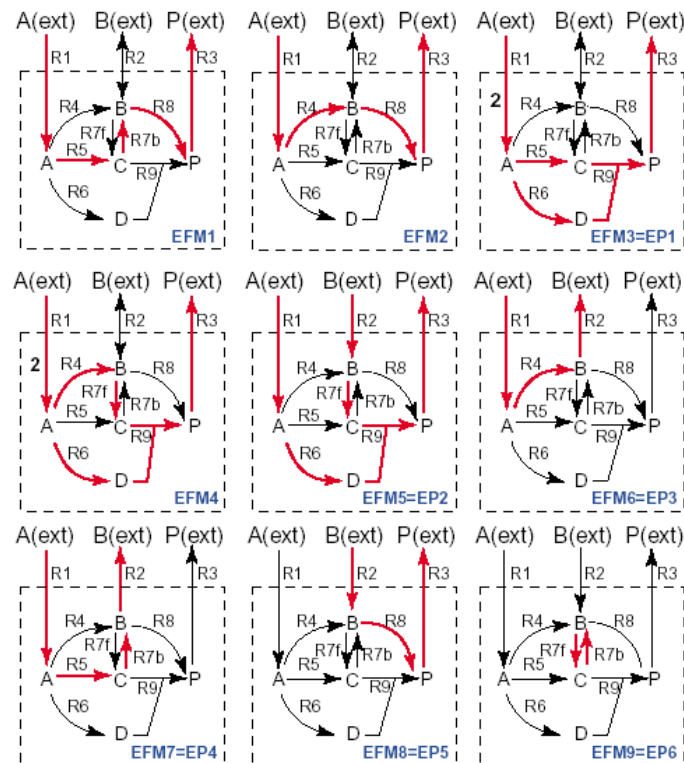 A(ext) B(ext) P(ext) A(ext) B(ext) P(ext) A(ext) B(ext) P(ext)
R1 R2 R3 R1 R2 R3 R1 R2 R3
2
R4 B R8 R4 B R8 R4 B R8
R7f R7b R7f R7b R7f R7b
A R5 C R9 P A R5 C R9 P A R5 C R9 P
R6 D R6 D R6 D
EFM1 EFM2 EFM3=EP1
A(ext) B(ext) P(ext) A(ext) B(ext) P(ext) A(ext) B(ext) P(ext)
R1 R2 R3 R1 R2 R3 R1 R2 R3
2
R4 B R8 R4 B R8 R4 B R8
R7f R7b R7f R7b R7f R7b
A R5 C R9 P A R5 C R9 P A R5 C R9 P
R6 D R6 D R6 D
EFM4 EFM5=EP2 EFM6=EP3
A(ext) B(ext) P(ext) A(ext) B(ext) P(ext) A(ext) B(ext) P(ext)
R1 R2 R3 R1 R2 R3 R1 R2 R3
R4 B R8 R4 B R8 R4 B R8
R7f R7b R7f R7b R7f R7b
A R5 C R9 P A R5 C R9 P A R5 C R9 P
R6 D R6 D R6 D
EFM7=EP4 EFM8=EP5 EFM9=EP6